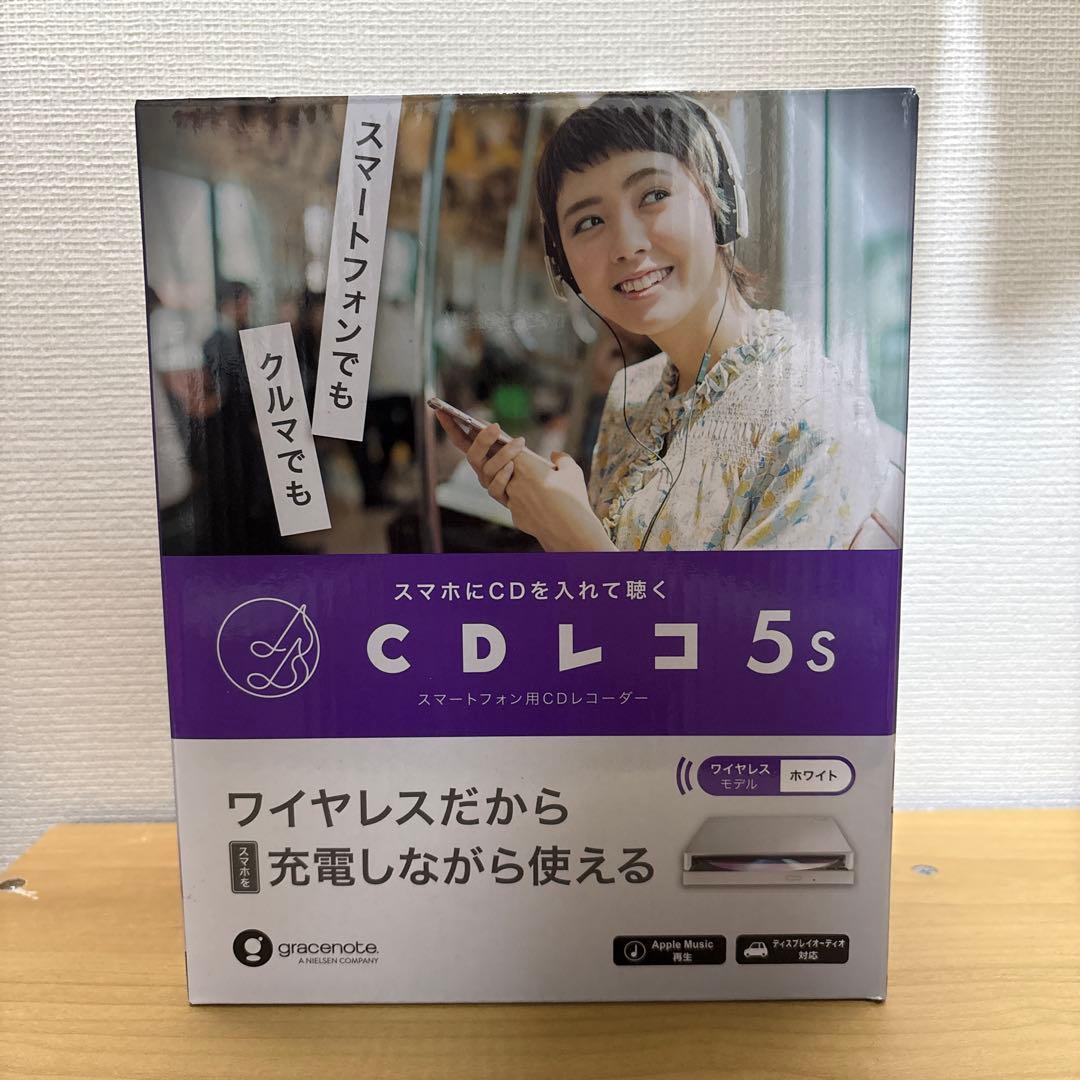 スマートフォンでも
クルマでも
スマホにCDを入れて聴く
CDレコ 5s
スマートフォン用CDレコーダー
ワイヤレス
モデル
ホワイト
ワイヤレスだから
スマホを
充電しながら使える
gracenote.
A NIELSEN COMPANY
Apple Music
再生
ディスプレイオーディオ
対応